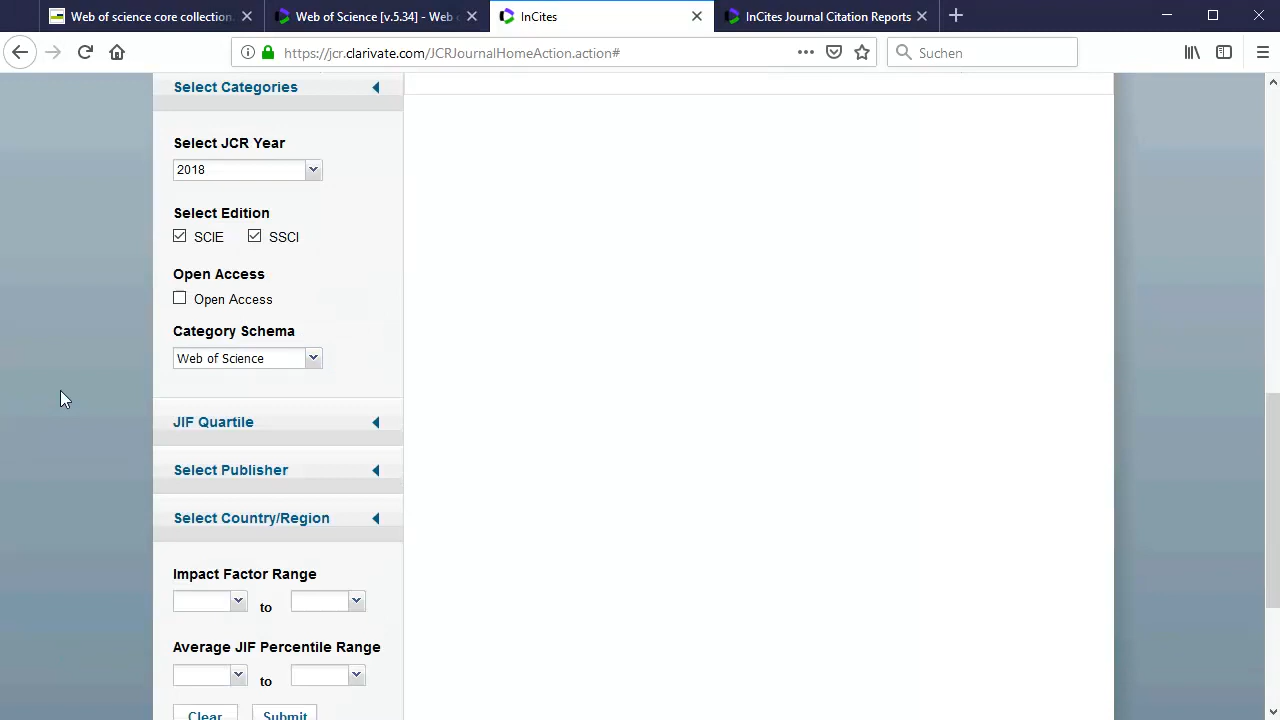 Web of science core collection.
Web of Science [v.5.34] - Web
InCites
InCites Journal Citation Reports
https://jcr.clarivate.com/JCRJournalHomeAction.action#
Suchen
Select Categories
Select JCR Year
2018
Select Edition
SCIE SSCI
Open Access
Open Access
Category Schema
Web of Science
JIF Quartile
Select Publisher
Select Country/Region
Impact Factor Range
to
Average JIF Percentile Range
to
Clear Submit